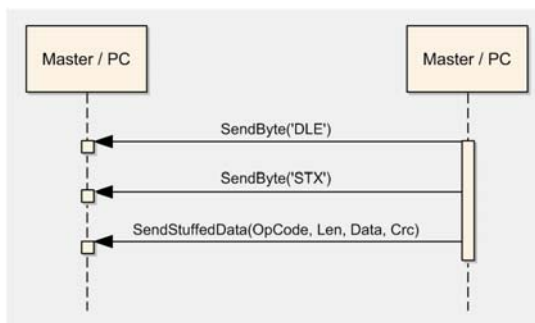 Master / PC
Master / PC
SendByte('DLE')
SendByte('STX')
SendStuffedData(OpCode, Len, Data, Crc)